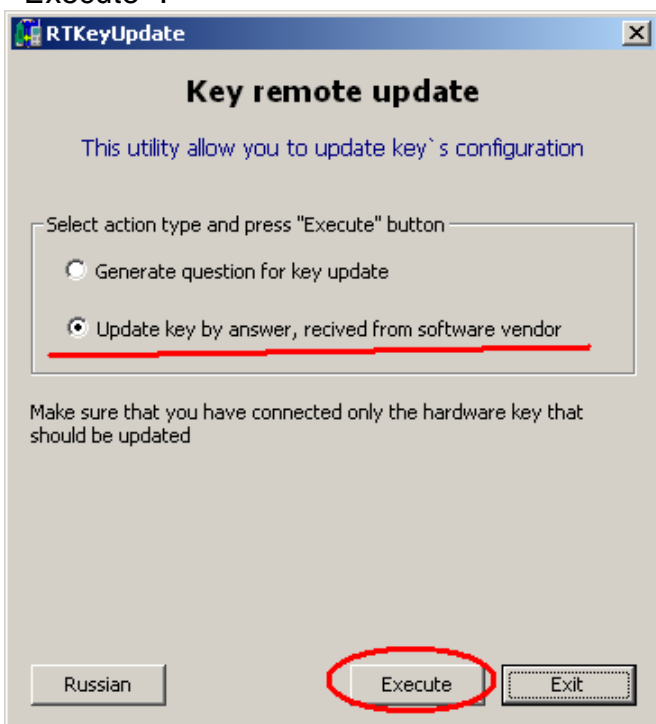 "Execute".
RTKeyUpdate
Key remote update
This utility allow you to update key`s configuration
Select action type and press "Execute" button
Generate question for key update
Update key by answer, recived from software vendor
Make sure that you have connected only the hardware key that
should be updated
Russian Execute Exit